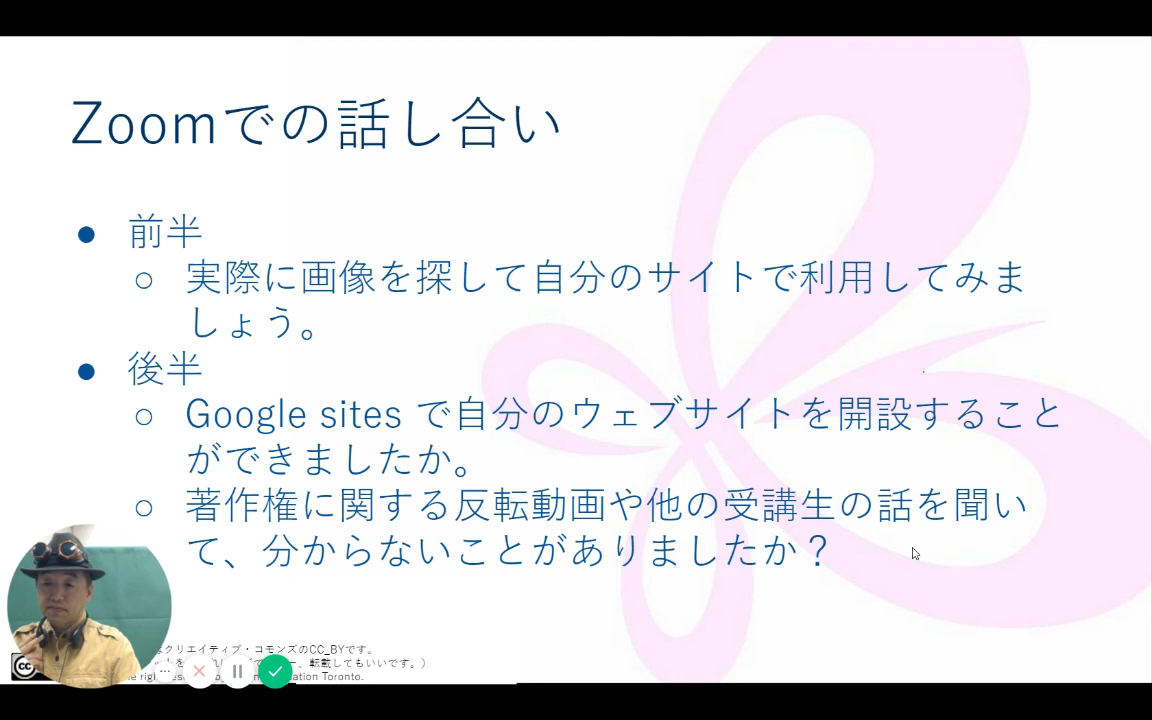 Zoomでの話し合い
● 前半
○ 実際に画像を探して自分のサイトで利用してみま
しょう。
● 後半
○ Google sites で自分のウェブサイトを開設すること
ができましたか。
○ 著作権に関する反転動画や他の受講生の話を聞い
て、分からないことがありましたか？
クリエイティブ・コモンズのCC_BYです。
、転載してもいいです。）
cc
ation Toronto.